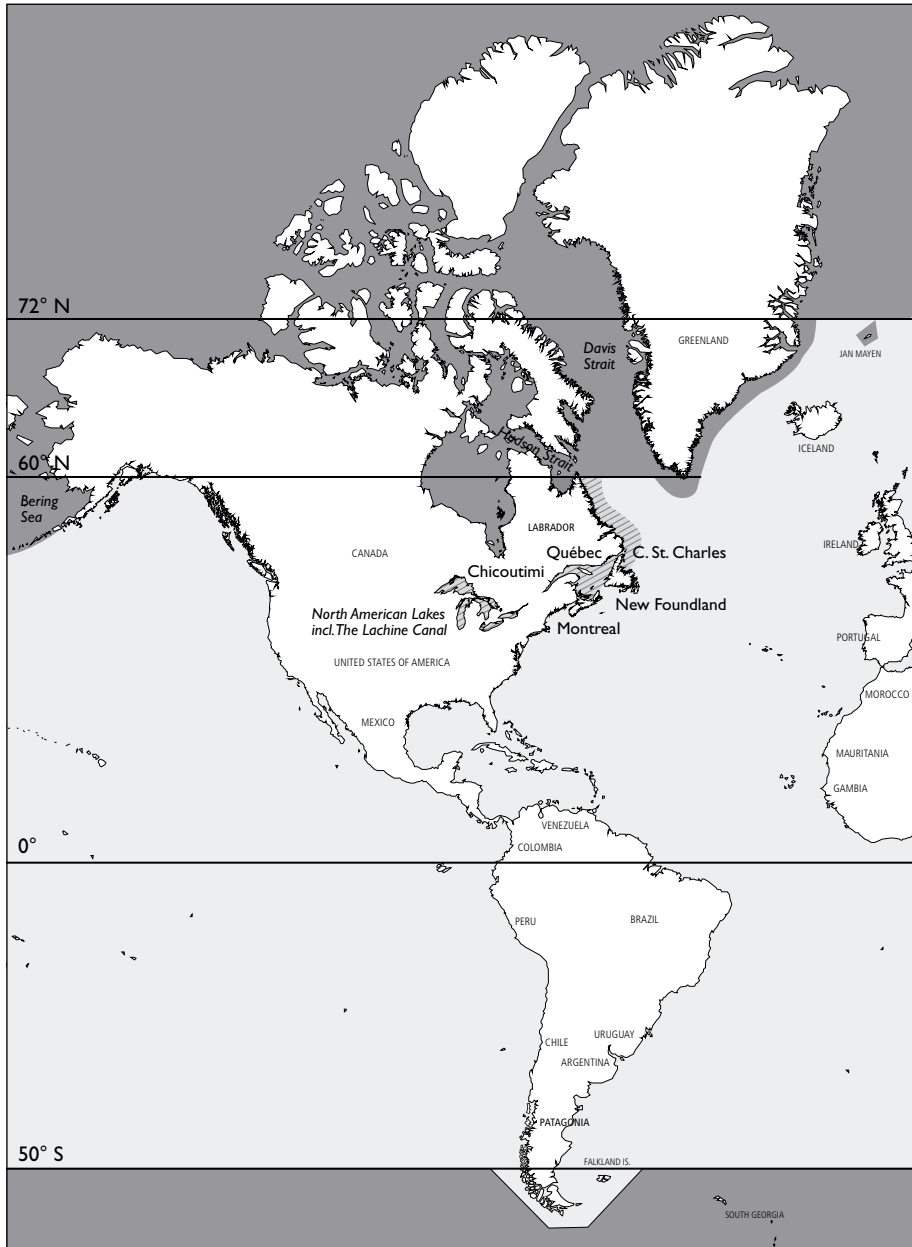 72° N
Davis
Strait
GREENLAND
JAN MAYEN
ICELAND
Hudson Strait
60° N
Bering
Sea
LABRADOR
IRELAND
CANADA
Québec
C. St. Charles
Chicoutimi
New Foundland
North American Lakes
incl. The Lachine Canal
Montreal
PORTUGAL
UNITED STATES OF AMERICA
MOROCCO
MEXICO
MAURITANIA
GAMBIA
VENEZUELA
0°
COLOMBIA
PERU
BRAZIL
URUGUAY
CHILE
ARGENTINA
PATAGONIA
50° S
FALKLAND IS.
SOUTH GEORGIA